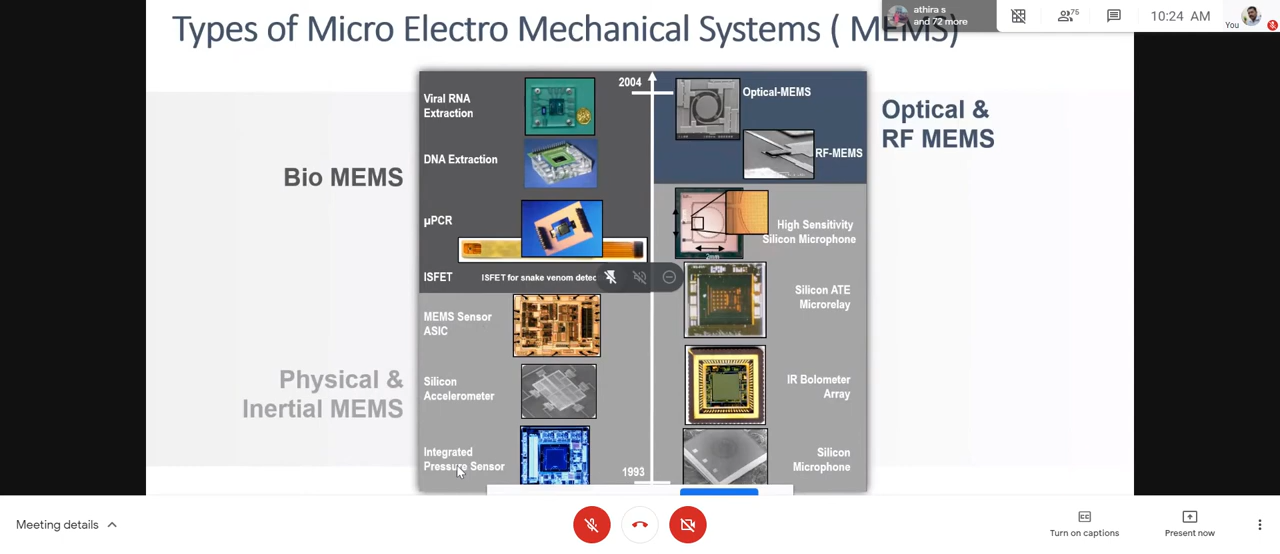 Types of Micro Electro Mechanical Systems ( MEMS)
athira s
and 72 more
75
10:24 AM
You
2004
Viral RNA
Extraction
DNA Extraction
Bio MEMS
µPCR
ISFET
ISFET for snake venom detec
MEMS Sensor
ASIC
Physical &
Inertial MEMS
Silicon
Accelerometer
Integrated
Pressure Sensor
1993
Optical-MEMS
RF-MEMS
Optical &
RF MEMS
High Sensitivity
Silicon Microphone
2mm
Silicon ATE
Microrelay
IR Bolometer
Array
Silicon
Microphone
Meeting details
Turn on captions
Present now